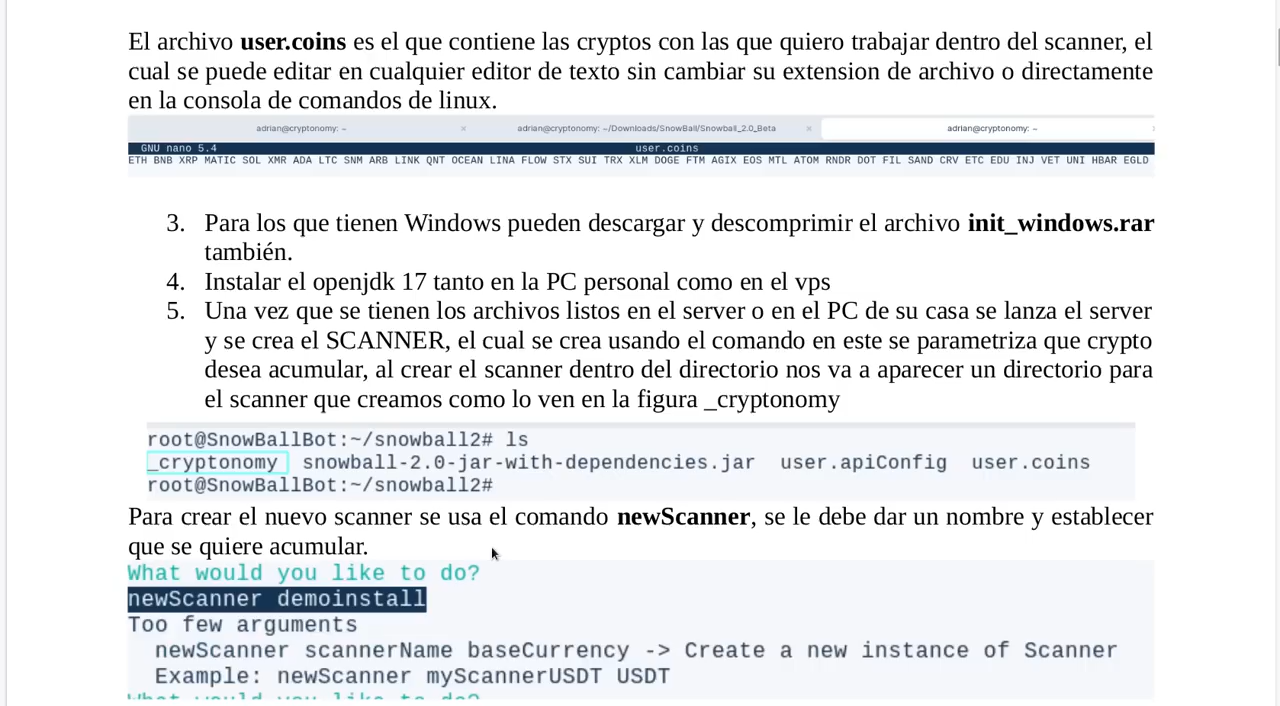 El archivo user.coins es el que contiene las cryptos con las que quiero trabajar dentro del scanner, el
cual se puede editar en cualquier editor de texto sin cambiar su extension de archivo o directamente
en la consola de comandos de linux.
adrian@cryptonomy: ~ × adrian@cryptonomy: ~/Downloads/SnowBall/Snowball_2.0_Beta × adrian@cryptonomy: ~ ×
GNU nano 5.4 user.coins
ETH BNB XRP MATIC SOL XMR ADA LTC SNM ARB LINK QNT OCEAN LINA FLOW STX SUI TRX XLM DOGE FTM AGIX EOS MTL ATOM RNDR DOT FIL SAND CRV ETC EDU INJ VET UNI HBAR EGLD
3. Para los que tienen Windows pueden descargar y descomprimir el archivo init_windows.rar
también.
4. Instalar el openjdk 17 tanto en la PC personal como en el vps
5. Una vez que se tienen los archivos listos en el server o en el PC de su casa se lanza el server
y se crea el SCANNER, el cual se crea usando el comando en este se parametriza que crypto
desea acumular, al crear el scanner dentro del directorio nos va a aparecer un directorio para
el scanner que creamos como lo ven en la figura _cryptonomy
root@SnowBallBot:~/snowball2# ls
_cryptonomy snowball-2.0-jar-with-dependencies.jar user.apiConfig user.coins
root@SnowBallBot:~/snowball2#
Para crear el nuevo scanner se usa el comando newScanner, se le debe dar un nombre y establecer
que se quiere acumular.
What would you like to do?
newScanner demoinstall
Too few arguments
newScanner scannerName baseCurrency -> Create a new instance of Scanner
Example: newScanner myScannerUSDT USDT
What would you like to do?